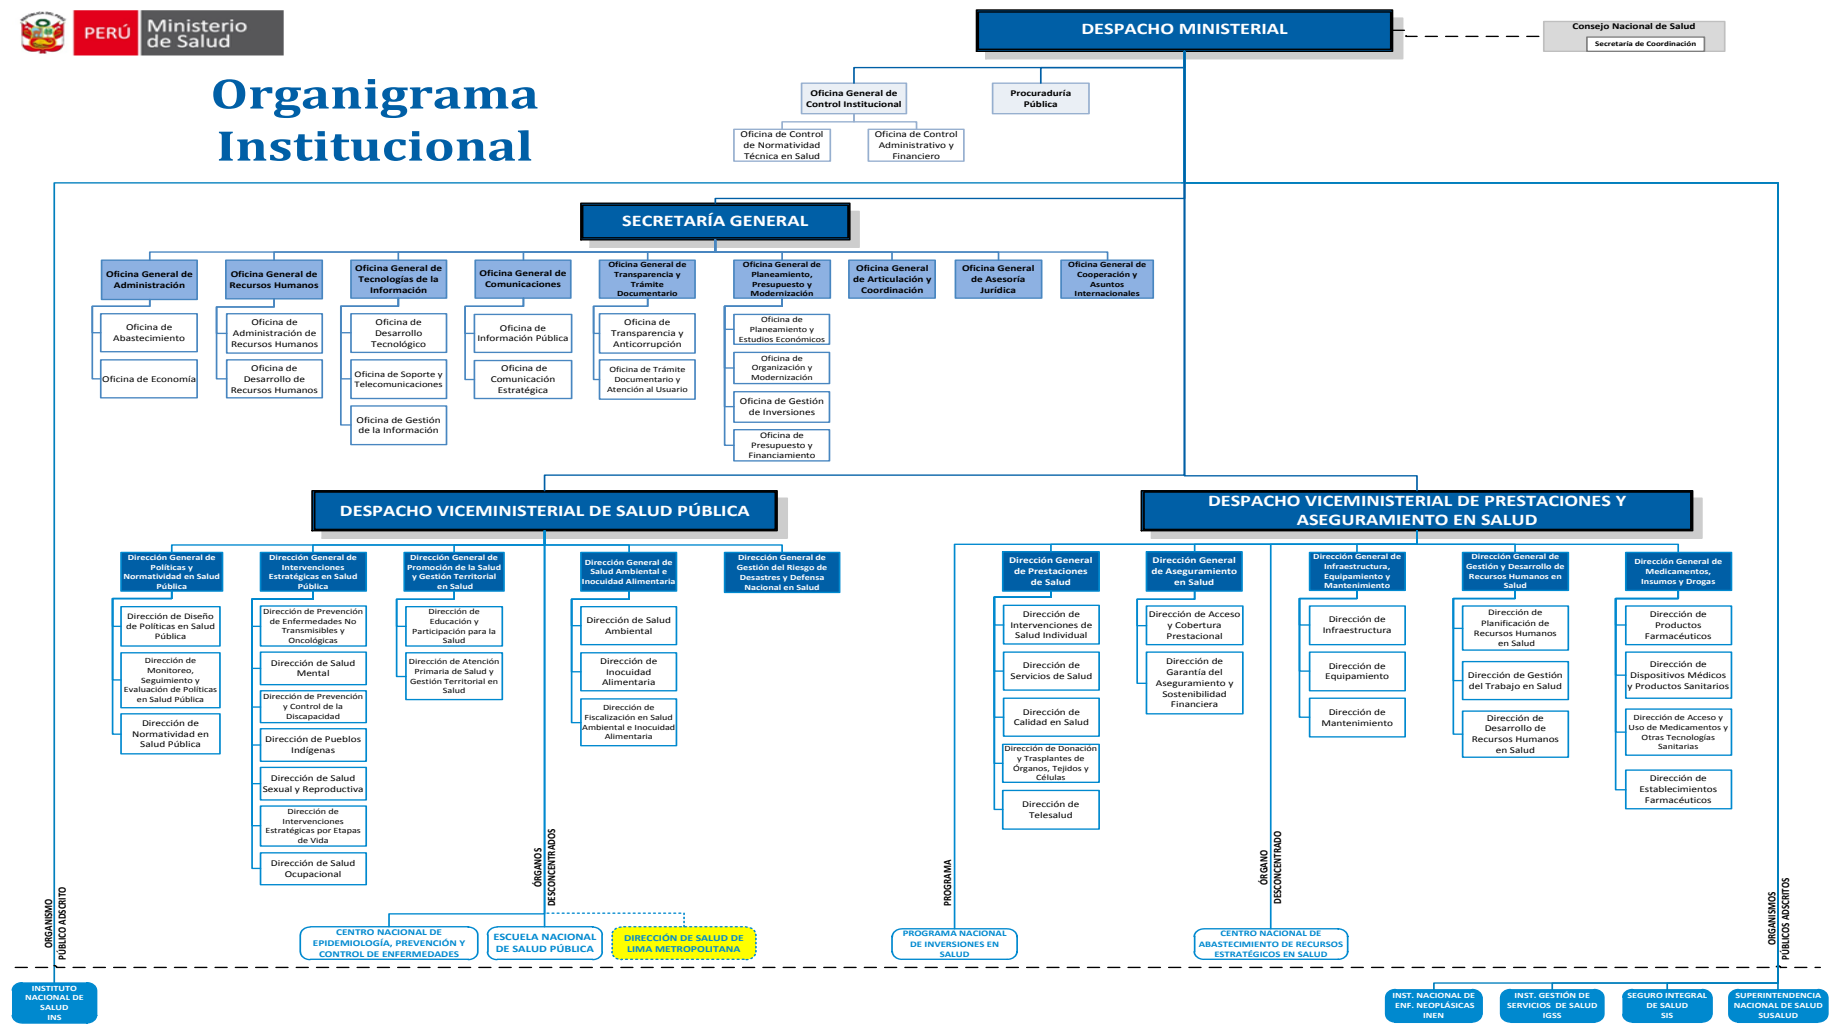 PERÚ
Ministerio
de Salud
DESPACHO MINISTERIAL
Consejo Nacional de Salud
Secretaría de Coordinación
Organigrama
Institucional
Oficina General de
Control Institucional
Procuraduría
Pública
Oficina de Control
de Normatividad
Técnica en Salud
Oficina de Control
Administrativo y
Financiero
SECRETARÍA GENERAL
Oficina General de
Administración
Oficina de
Abastecimiento
Oficina de Economía
Oficina General de
Recursos Humanos
Oficina de
Administración de
Recursos Humanos
Oficina de
Desarrollo de
Recursos Humanos
Oficina General de
Tecnologías de la
Información
Oficina de
Desarrollo
Tecnológico
Oficina de Soporte y
Telecomunicaciones
Oficina de Gestión
de la Información
Oficina General de
Comunicaciones
Oficina de
Información Pública
Oficina de
Comunicación
Estratégica
Oficina General de
Transparencia y
Trámite
Documentario
Oficina de
Transparencia y
Anticorrupción
Oficina de Trámite
Documentario y
Atención al Usuario
Oficina General de
Planeamiento,
Presupuesto y
Modernización
Oficina de
Planeamiento y
Estudios Económicos
Oficina de
Organización y
Modernización
Oficina de Gestión
de Inversiones
Oficina de
Presupuesto y
Financiamiento
Oficina General
de Articulación y
Coordinación
Oficina General
de Asesoría
Jurídica
Oficina General de
Cooperación y
Asuntos
Internacionales
DESPACHO VICEMINISTERIAL DE SALUD PÚBLICA
Dirección General de
Políticas y
Normatividad en Salud
Pública
Dirección de Diseño
de Políticas en Salud
Pública
Dirección de
Monitoreo,
Seguimiento y
Evaluación de Políticas
en Salud Pública
Dirección de
Normatividad en
Salud Pública
Dirección General de
Intervenciones
Estratégicas en Salud
Pública
Dirección de Prevención
de Enfermedades No
Transmisibles y
Oncológicas
Dirección de Salud
Mental
Dirección de Prevención
y Control de la
Discapacidad
Dirección de Pueblos
Indígenas
Dirección de Salud
Sexual y Reproductiva
Dirección de
Intervenciones
Estratégicas por Etapas
de Vida
Dirección de Salud
Ocupacional
Dirección General de
Promoción de la Salud
y Gestión Territorial
en Salud
Dirección de
Educación y
Participación para la
Salud
Dirección de Atención
Primaria de Salud y
Gestión Territorial en
Salud
Dirección General de
Salud Ambiental e
Inocuidad Alimentaria
Dirección de Salud
Ambiental
Dirección de
Inocuidad
Alimentaria
Dirección de
Fiscalización en Salud
Ambiental e Inocuidad
Alimentaria
Dirección General de
Gestión del Riesgo de
Desastres y Defensa
Nacional en Salud
DESPACHO VICEMINISTERIAL DE PRESTACIONES Y
ASEGURAMIENTO EN SALUD
Dirección General
de Prestaciones
de Salud
Dirección de
Intervenciones de
Salud Individual
Dirección de
Servicios de Salud
Dirección de
Calidad en Salud
Dirección de Donación
y Trasplantes de
Órganos, Tejidos y
Células
Dirección de
Telesalud
Dirección General
de Aseguramiento
en Salud
Dirección de Acceso
y Cobertura
Prestacional
Dirección de
Garantía del
Aseguramiento y
Sostenibilidad
Financiera
Dirección General de
Infraestructura,
Equipamiento y
Mantenimiento
Dirección de
Infraestructura
Dirección de
Equipamiento
Dirección de
Mantenimiento
Dirección General de
Gestión y Desarrollo de
Recursos Humanos en
Salud
Dirección de
Planificación de
Recursos Humanos
en Salud
Dirección de Gestión
del Trabajo en Salud
Dirección de
Desarrollo de
Recursos Humanos
en Salud
Dirección General de
Medicamentos,
Insumos y Drogas
Dirección de
Productos
Farmacéuticos
Dirección de
Dispositivos Médicos
y Productos Sanitarios
Dirección de Acceso y
Uso de Medicamentos y
Otras Tecnologías
Sanitarias
Dirección de
Establecimientos
Farmacéuticos
ORGANISMO
PÚBLICO ADSCRITO
ÓRGANOS
DESCONCENTRADOS
PROGRAMA
ÓRGANO
DESCONCENTRADO
ORGANISMOS
PÚBLICOS ADSCRITOS
CENTRO NACIONAL DE
EPIDEMIOLOGÍA, PREVENCIÓN Y
CONTROL DE ENFERMEDADES
ESCUELA NACIONAL
DE SALUD PÚBLICA
DIRECCIÓN DE SALUD DE
LIMA METROPOLITANA
PROGRAMA NACIONAL
DE INVERSIONES EN
SALUD
CENTRO NACIONAL DE
ABASTECIMIENTO DE RECURSOS
ESTRATÉGICOS EN SALUD
INSTITUTO
NACIONAL DE
SALUD
INS
INST. NACIONAL DE
ENF. NEOPLÁSICAS
INEN
INST. GESTIÓN DE
SERVICIOS DE SALUD
IGSS
SEGURO INTEGRAL
DE SALUD
SIS
SUPERINTENDENCIA
NACIONAL DE SALUD
SUSALUD